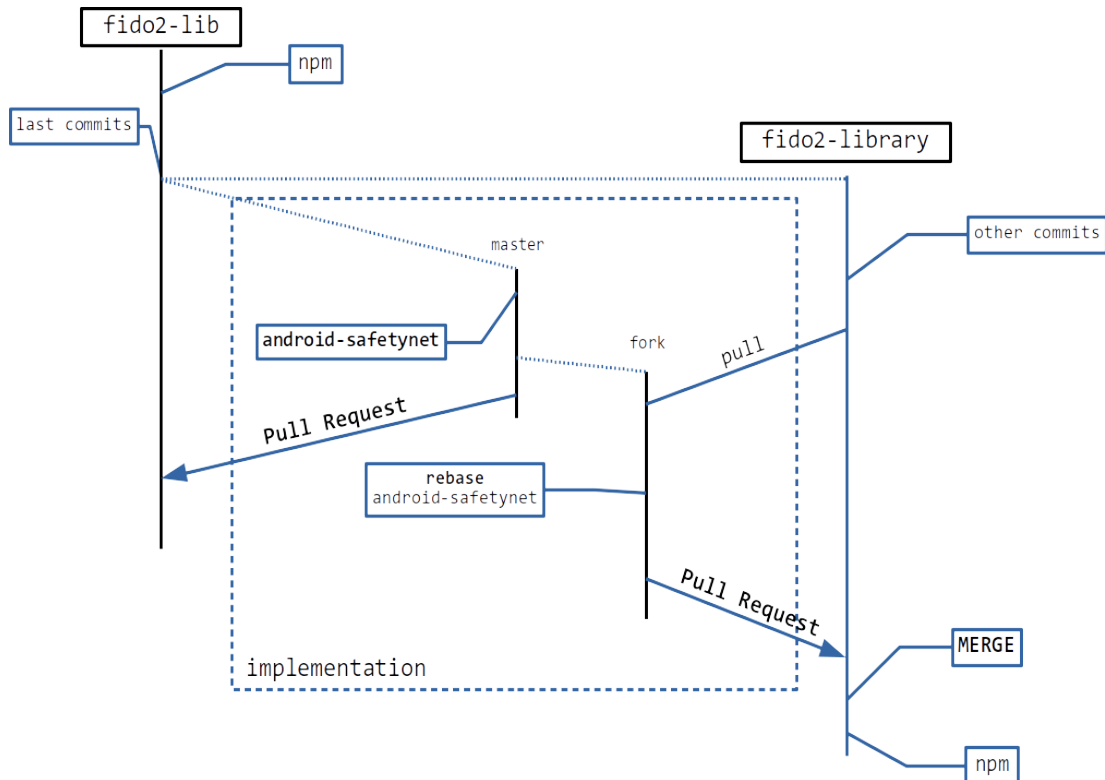 fido2-lib
npm
last commits
fido2-library
other commits
master
android-safetynet
fork
pull
Pull Request
rebase
android-safetynet
Pull Request
MERGE
implementation
npm